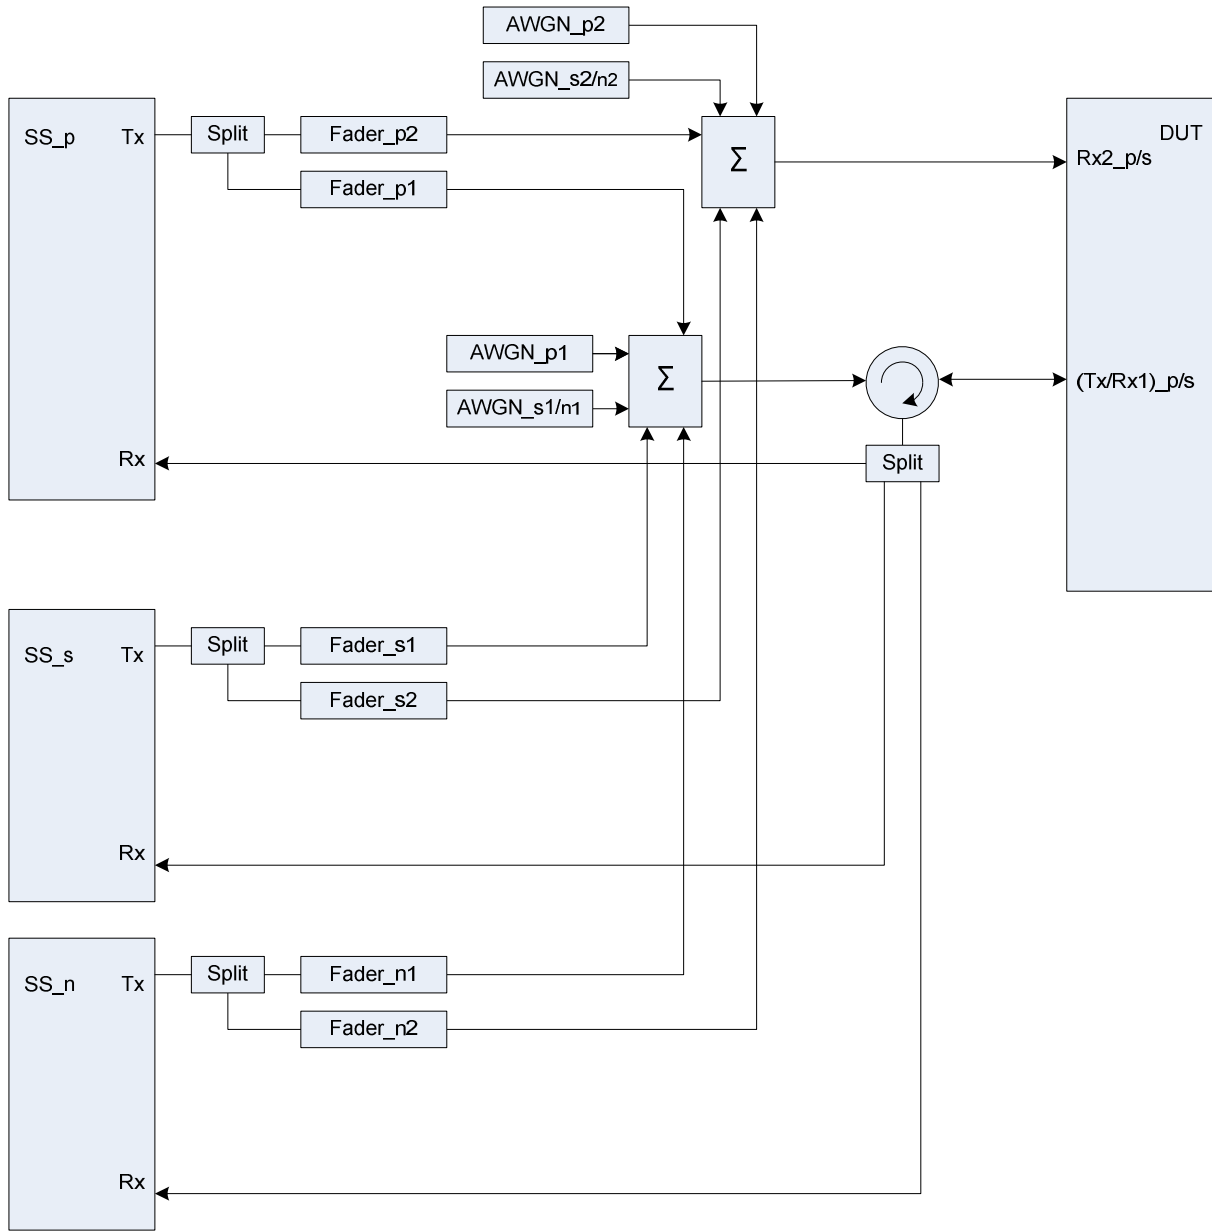 AWGN_p2
AWGN_s2/n2
SS_p
Tx
Split
Fader_p2
Σ
DUT
Rx2_p/s
Fader_p1
AWGN_p1
Σ
(Tx/Rx1)_p/s
AWGN_s1/n1
Rx
Split
SS_s
Tx
Split
Fader_s1
Fader_s2
Rx
SS_n
Tx
Split
Fader_n1
Fader_n2
Rx